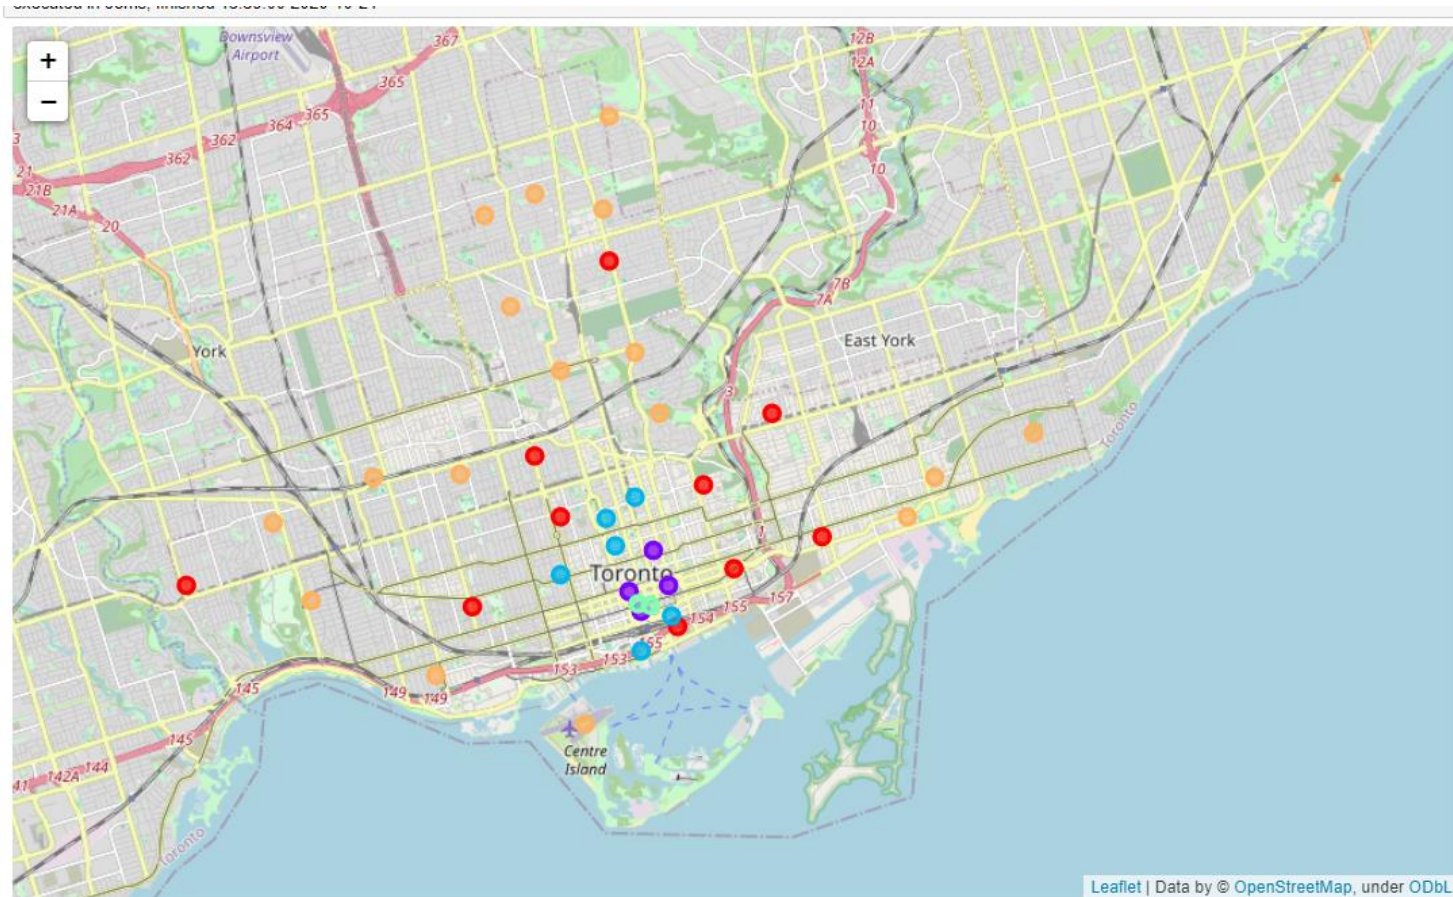 +
−
Downsview
Airport
367
365
365
364
362
362
3
21
21B
21A
20
12B
12A
11
10
10
7B
7A
York
East York
3
1
Toronto
Toronto
157
155
154
155
153
153
149
149
145
145
144
142A
41
Centre
Island
Toronto
Leaflet | Data by © OpenStreetMap, under ODbL